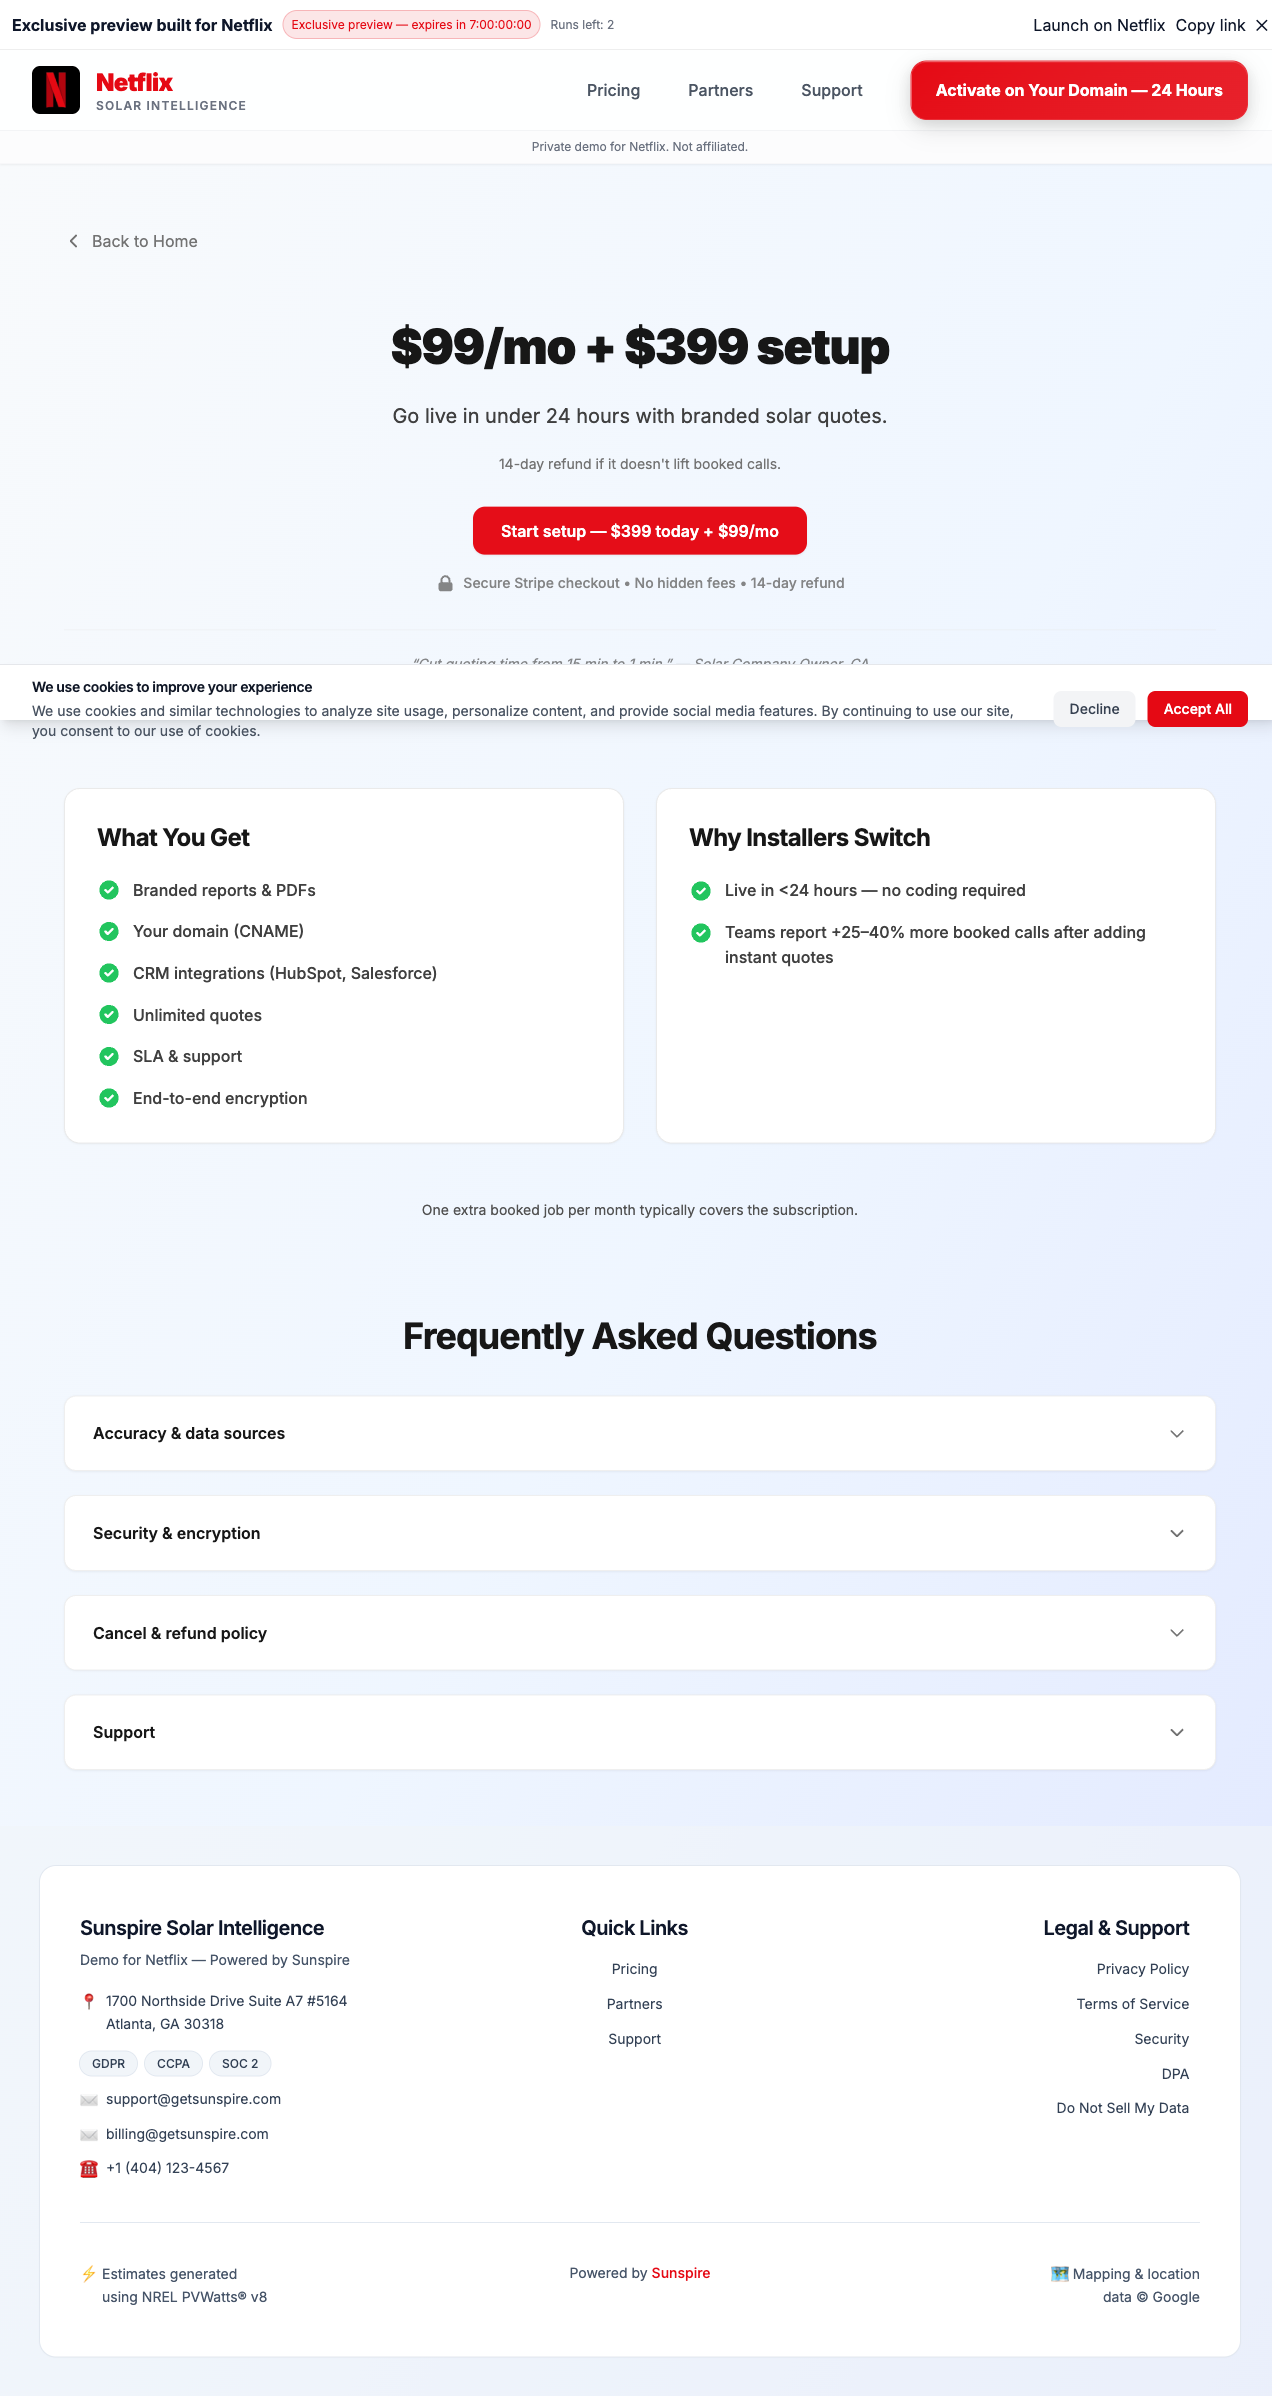 Exclusive preview built for Netflix
Exclusive preview — expires in 7:00:00:00
Runs left: 2
Launch on Netflix
Copy link
Netflix
SOLAR INTELLIGENCE
Pricing
Partners
Support
Activate on Your Domain — 24 Hours
Private demo for Netflix. Not affiliated.
Back to Home
$99/mo + $399 setup
Go live in under 24 hours with branded solar quotes.
14-day refund if it doesn't lift booked calls.
Start setup — $399 today + $99/mo
Secure Stripe checkout • No hidden fees • 14-day refund
"Cut quoting time from 15 min to 1 min." — Solar Company Owner, CA
We use cookies to improve your experience
We use cookies and similar technologies to analyze site usage, personalize content, and provide social media features. By continuing to use our site,
you consent to our use of cookies.
Decline
Accept All
What You Get
Branded reports & PDFs
Your domain (CNAME)
CRM integrations (HubSpot, Salesforce)
Unlimited quotes
SLA & support
End-to-end encryption
Why Installers Switch
Live in <24 hours — no coding required
Teams report +25–40% more booked calls after adding
instant quotes
One extra booked job per month typically covers the subscription.
Frequently Asked Questions
Accuracy & data sources
Security & encryption
Cancel & refund policy
Support
Sunspire Solar Intelligence
Demo for Netflix — Powered by Sunspire
1700 Northside Drive Suite A7 #5164
Atlanta, GA 30318
GDPR
CCPA
SOC 2
support@getsunspire.com
billing@getsunspire.com
+1 (404) 123-4567
Quick Links
Pricing
Partners
Support
Legal & Support
Privacy Policy
Terms of Service
Security
DPA
Do Not Sell My Data
Estimates generated
using NREL PVWatts® v8
Powered by Sunspire
Mapping & location
data © Google